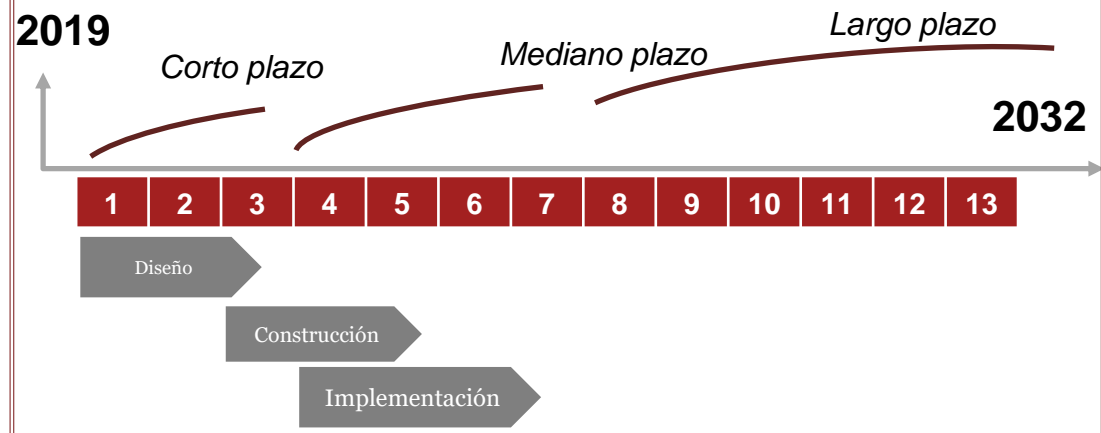 2019
Corto plazo
Mediano plazo
Largo plazo
2032
1 2 3 4 5 6 7 8 9 10 11 12 13
Diseño
Construcción
Implementación